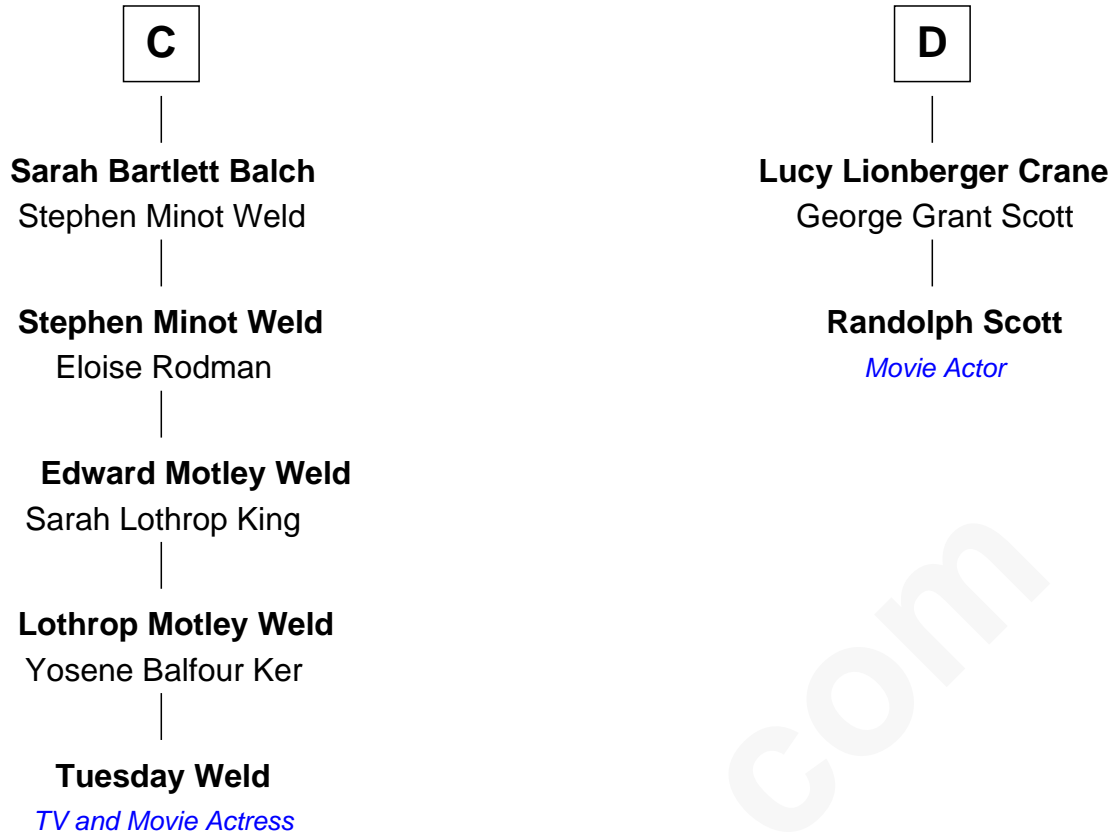 C
Sarah Bartlett Balch
Stephen Minot Weld
Stephen Minot Weld
Eloise Rodman
Edward Motley Weld
Sarah Lothrop King
Lothrop Motley Weld
Yosene Balfour Ker
Tuesday Weld
TV and Movie Actress
D
Lucy Lionberger Crane
George Grant Scott
Randolph Scott
Movie Actor
com